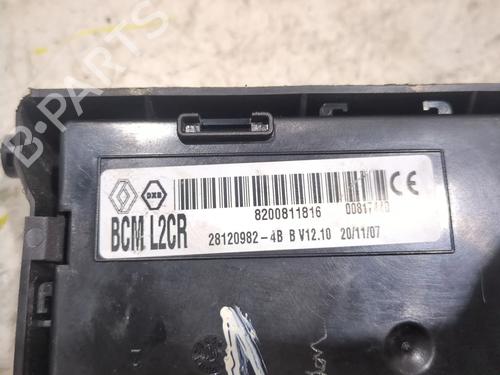 B-PARTS
8200811816
BCM L2CR
28120982-4B B V12.10 20/11/07
CE